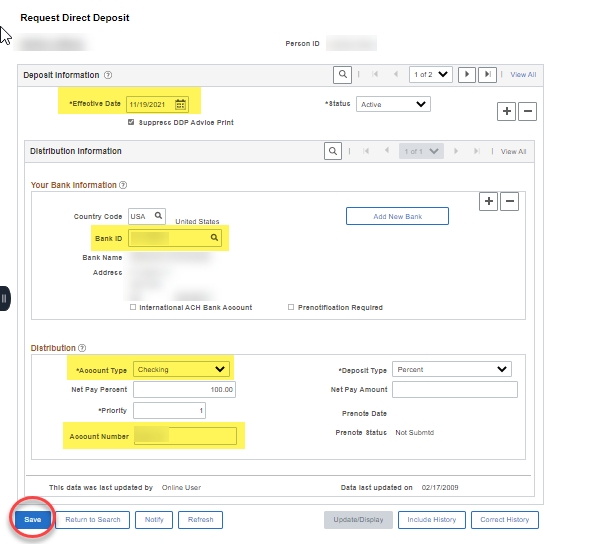 Request Direct Deposit
Person ID
Deposit Information ? 1 of 2 View All
*Effective Date 11/19/2021 *Status Active
Suppress DDP Advice Print
Distribution Information 1 of 1 View All
Your Bank Information ?
Country Code USA United States Add New Bank
Bank ID
Bank Name
Address
International ACH Bank Account Prenotification Required
Distribution ?
*Account Type Checking *Deposit Type Percent
Net Pay Percent 100.00 Net Pay Amount
*Priority 1 Prenote Date
Account Number Prenote Status Not Submtd
This data was last updated by Online User Data last updated on 02/17/2009
Save Return to Search Notify Refresh Update/Display Include History Correct History